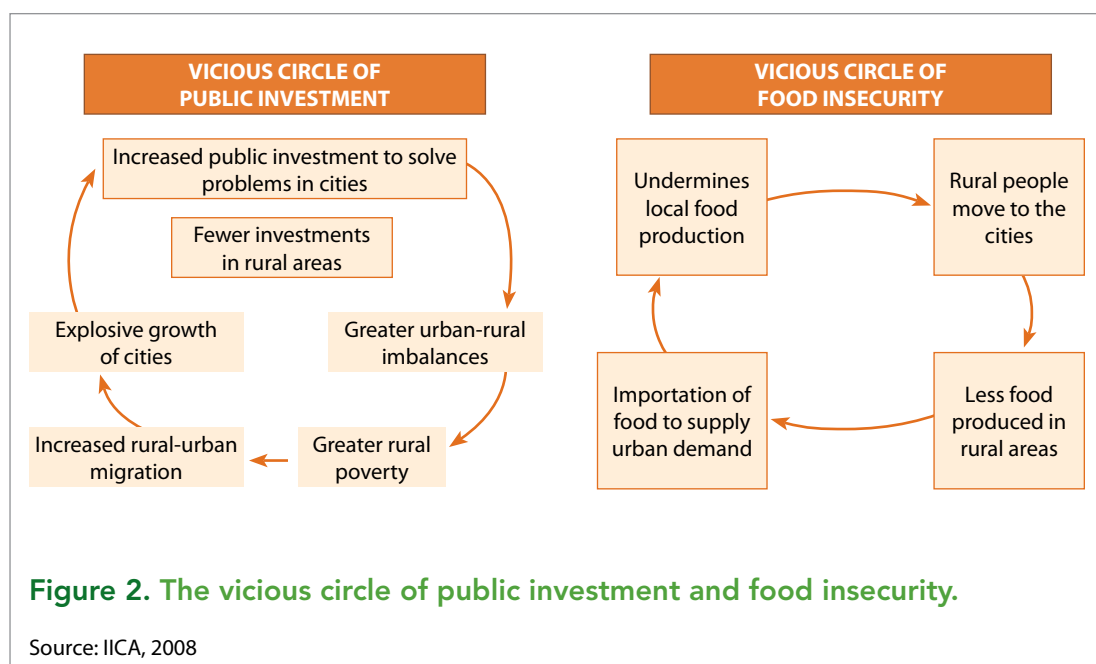 VICIOUS CIRCLE OF
PUBLIC INVESTMENT
Increased public investment to solve
problems in cities
Fewer investments
in rural areas
Greater urban-rural
imbalances
Greater rural
poverty
Increased rural-urban
migration
Explosive growth
of cities
VICIOUS CIRCLE OF
FOOD INSECURITY
Undermines
local food
production
Rural people
move to the
cities
Less food
produced in
rural areas
Importation of
food to supply
urban demand
Figure 2. The vicious circle of public investment and food insecurity.
Source: IICA, 2008